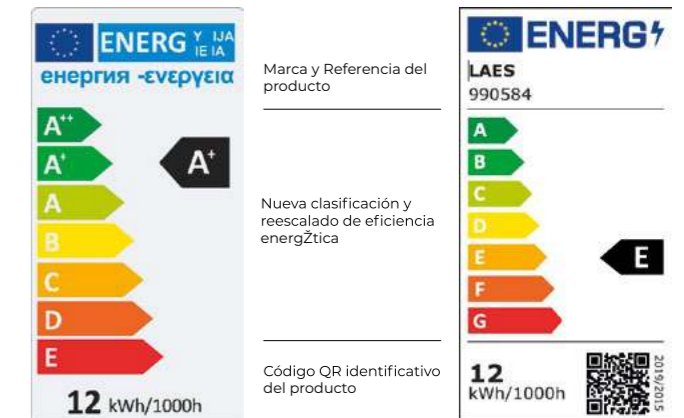 ENERG Y IJA
IE IA
енергия -ενεργεια
A++
A+
A+
A
B
C
D
E
12 kWh/1000h
Marca y Referencia del
producto
Nueva clasificación y
reescalado de eficiencia
energŽtica
Código QR identificativo
del producto
ENERG
LAES
990584
A
B
C
D
E
E
F
G
12
kWh/1000h
2019/2015